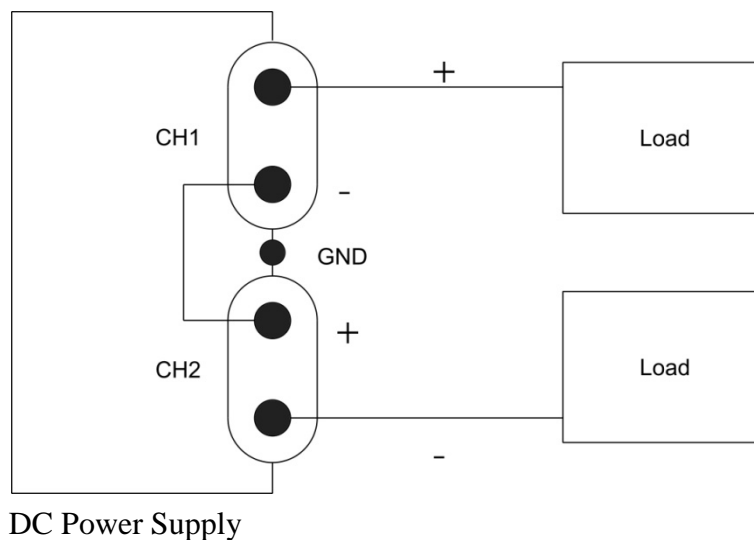 +
CH1
Load
-
GND
+
CH2
Load
-
DC Power Supply